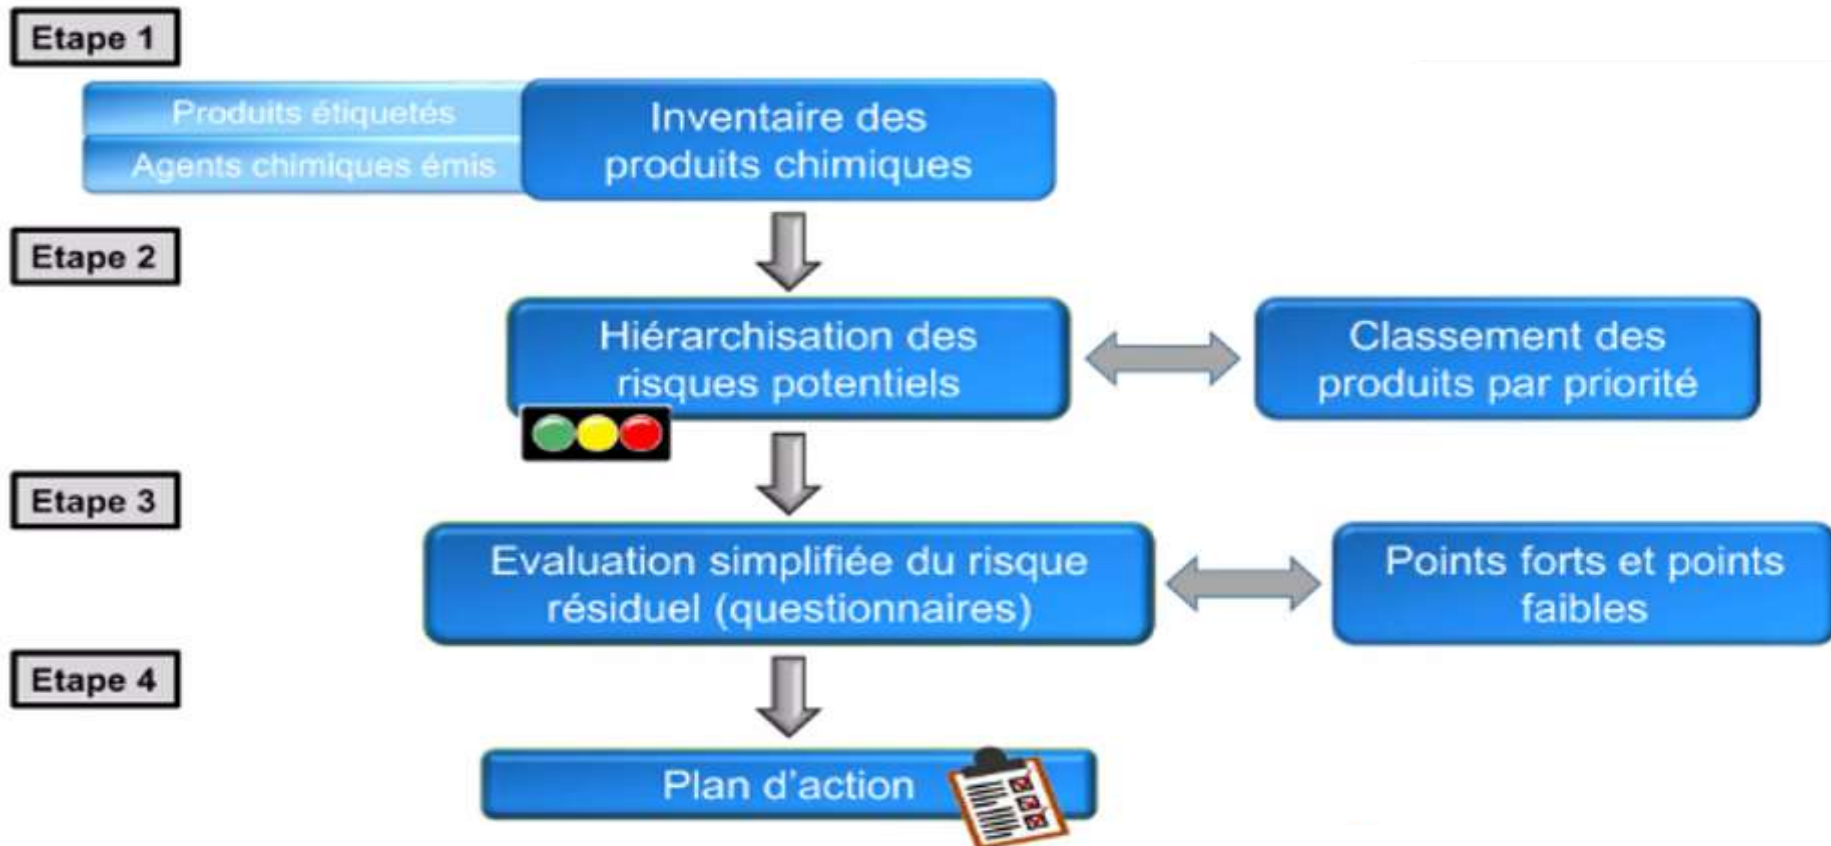 Etape 1
Produits étiquetés
Agents chimiques émis
Inventaire des
produits chimiques
Etape 2
Hiérarchisation des
risques potentiels
Classement des
produits par priorité
Etape 3
Evaluation simplifiée du risque
résiduel (questionnaires)
Points forts et points
faibles
Etape 4
Plan d'action